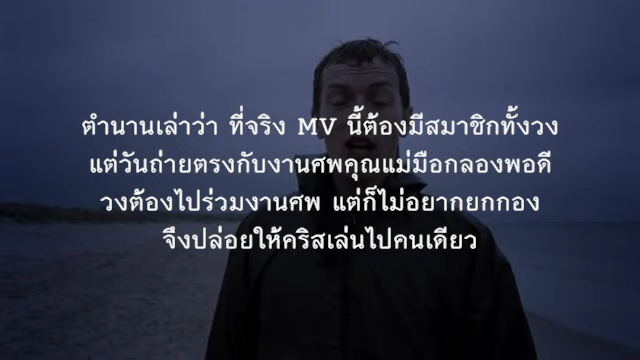 ตำนานเล่าว่า ที่จริง MV นี้ต้องมีสมาชิกทั้งวง
แต่วันถ่ายตรงกับงานศพคุณแม่มือกลองพอดี
วงต้องไปร่วมงานศพ แต่ก็ไม่อยากยกกอง
จึงปล่อยให้คริสเล่นไปคนเดียว